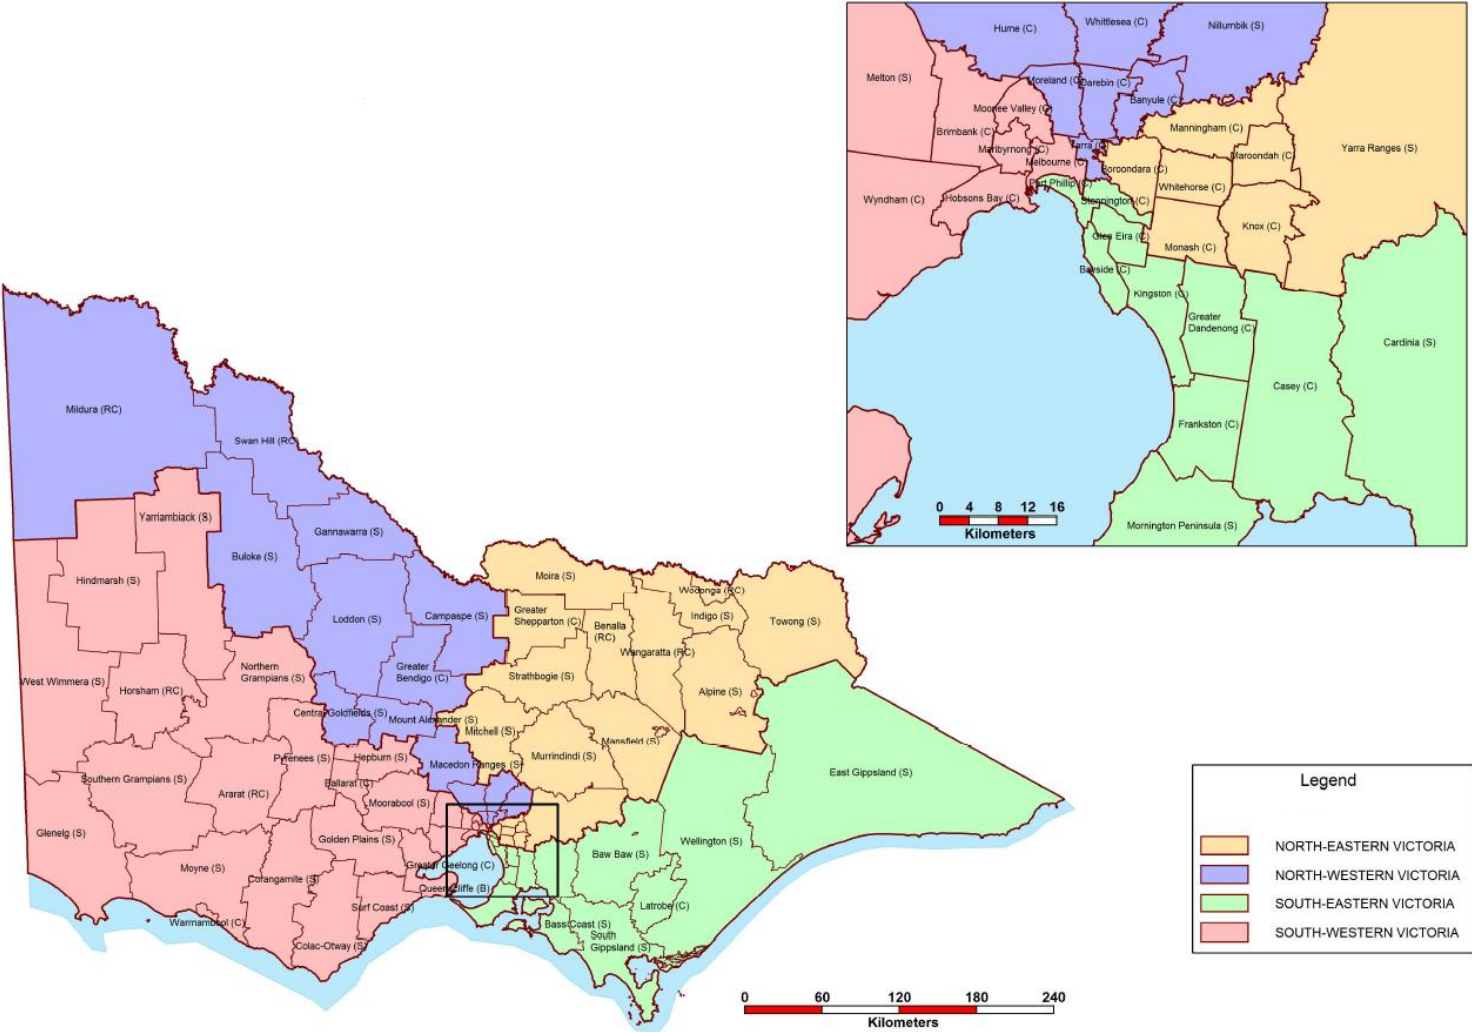 Hume (C)
Whittlesea (C)
Nillumbik (S)
Melton (S)
Moreland (C)
Darebin (C)
Banyule (C)
Moonee Valley (C)
Brimbank (C)
Manningham (C)
Maribyrnong (C)
Yarra (C)
Maroondah (C)
Yarra Ranges (S)
Melbourne (C)
Boroondara (C)
Port Phillip (C)
Whitehorse (C)
Wyndham (C)
Hobsons Bay (C)
Stonnington (C)
Knox (C)
Glen Eira (C)
Monash (C)
Bayside (C)
Kingston (C)
Greater
Dandenong (C)
Cardinia (S)
Casey (C)
Frankston (C)
Mornington Peninsula (S)
0 4 8 12 16
Kilometers
Mildura (RC)
Swan Hill (RC)
Yarriambiack (S)
Gannawarra (S)
Buloke (S)
Hindmarsh (S)
Moira (S)
Wodonga (RC)
Loddon (S)
Campaspe (S)
Greater
Shepparton (C)
Benalla
(RC)
Indigo (S)
Towong (S)
Wangaratta (RC)
Northern
Grampians (S)
Greater
Bendigo (C)
Strathbogie (S)
West Wimmera (S)
Horsham (RC)
Alpine (S)
Central Goldfields (S)
Mount Alexander (S)
Mitchell (S)
Mansfield (S)
Pyrenees (S)
Hepburn (S)
Macedon Ranges (S)
Murrindindi (S)
East Gippsland (S)
Southern Grampians (S)
Ballarat (C)
Ararat (RC)
Moorabool (S)
Glenelg (S)
Golden Plains (S)
Wellington (S)
Baw Baw (S)
Moyne (S)
Greater Geelong (C)
Corangamite (S)
Queenscliffe (B)
Surf Coast (S)
Latrobe (C)
Warrnambool (C)
Bass Coast (S)
South
Gippsland (S)
Colac-Otway (S)
0 60 120 180 240
Kilometers
Legend
NORTH-EASTERN VICTORIA
NORTH-WESTERN VICTORIA
SOUTH-EASTERN VICTORIA
SOUTH-WESTERN VICTORIA